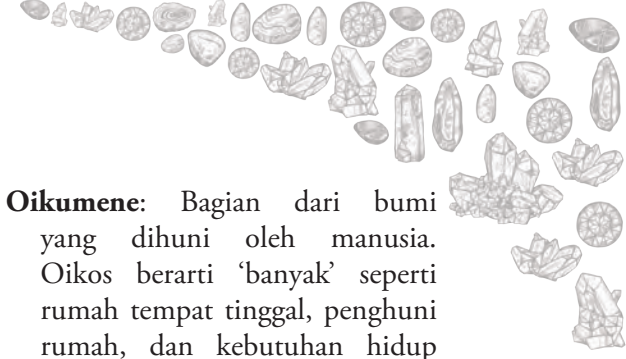 Oikumene: Bagian dari bumi
yang dihuni oleh manusia.
Oikos berarti ‘banyak’ seperti
rumah tempat tinggal, penghuni
rumah, dan kebutuhan hidup